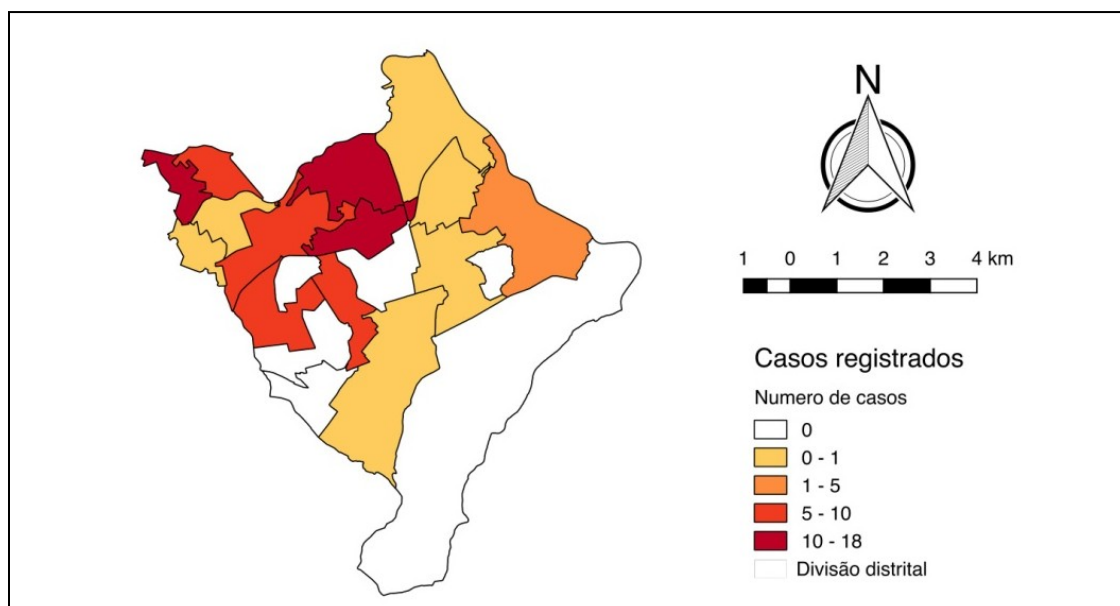 N
1 0 1 2 3 4 km
Casos registrados
Numero de casos
0
0 - 1
1 - 5
5 - 10
10 - 18
Divisão distrital